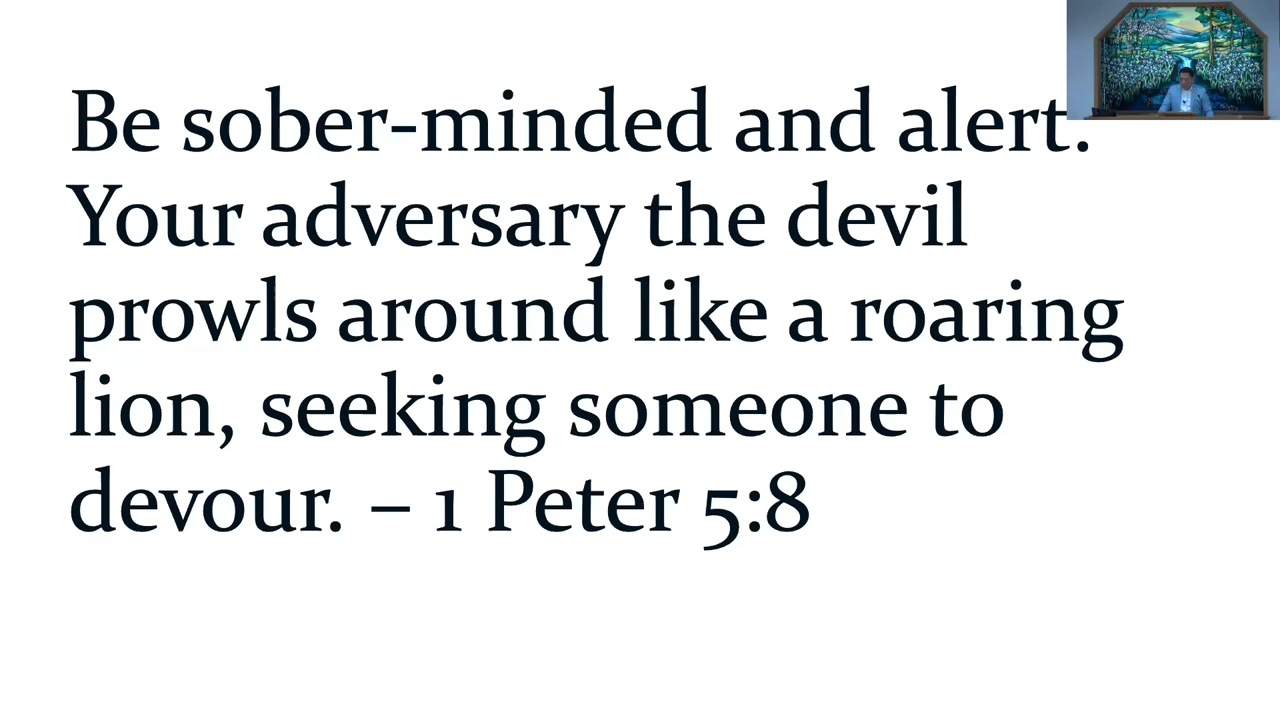 Be sober-minded and alert.
Your adversary the devil
prowls around like a roaring
lion, seeking someone to
devour. – 1 Peter 5:8